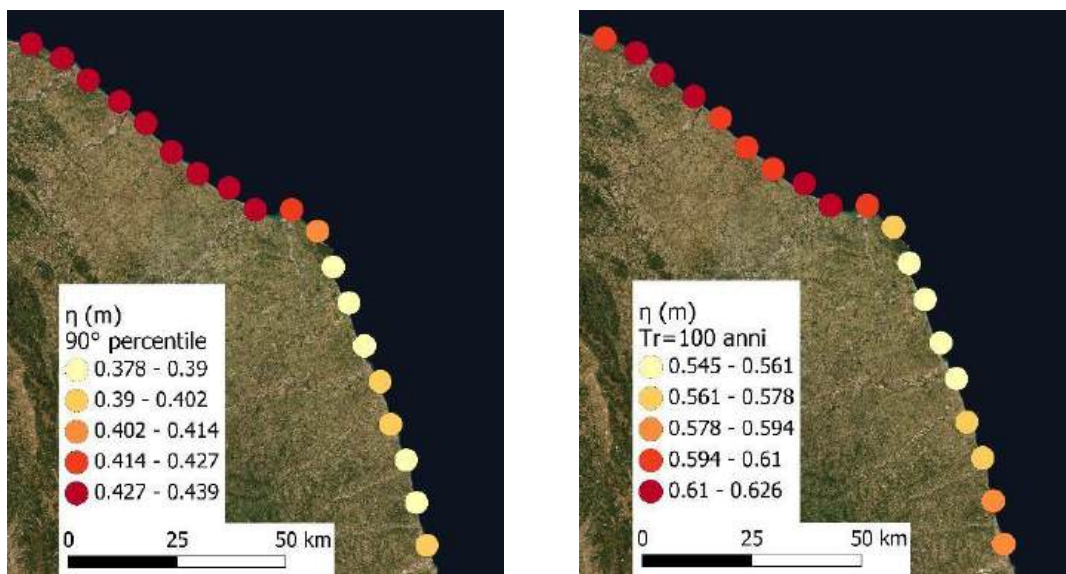 η (m)
90° percentile
0.378 - 0.39
0.39 - 0.402
0.402 - 0.414
0.414 - 0.427
0.427 - 0.439
0 25 50 km
η (m)
Tr=100 anni
0.545 - 0.561
0.561 - 0.578
0.578 - 0.594
0.594 - 0.61
0.61 - 0.626
0 25 50 km